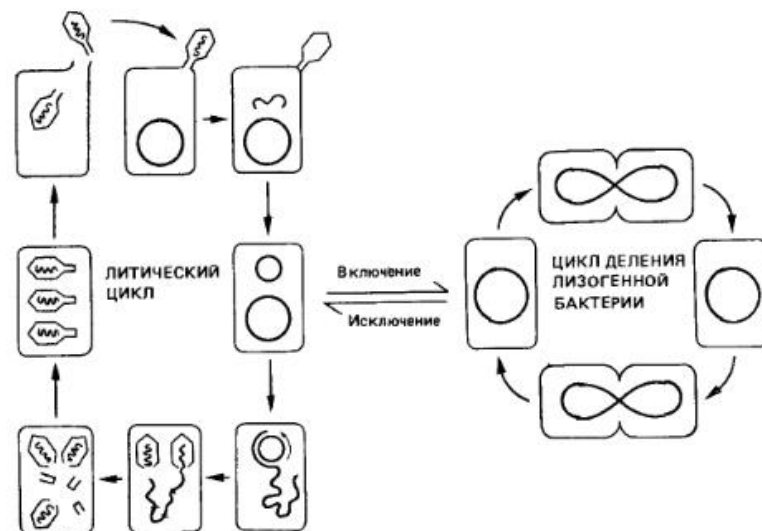 ЛИТИЧЕСКИЙ
ЦИКЛ
Включение
Исключение
ЦИКЛ ДЕЛЕНИЯ
ЛИЗОГЕННОЙ
БАКТЕРИИ